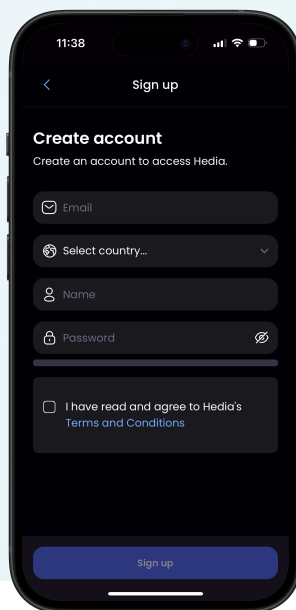 11:38
Sign up
Create account
Create an account to access Hedia.
Email
Select country...
Name
Password
I have read and agree to Hedia's
Terms and Conditions
Sign up